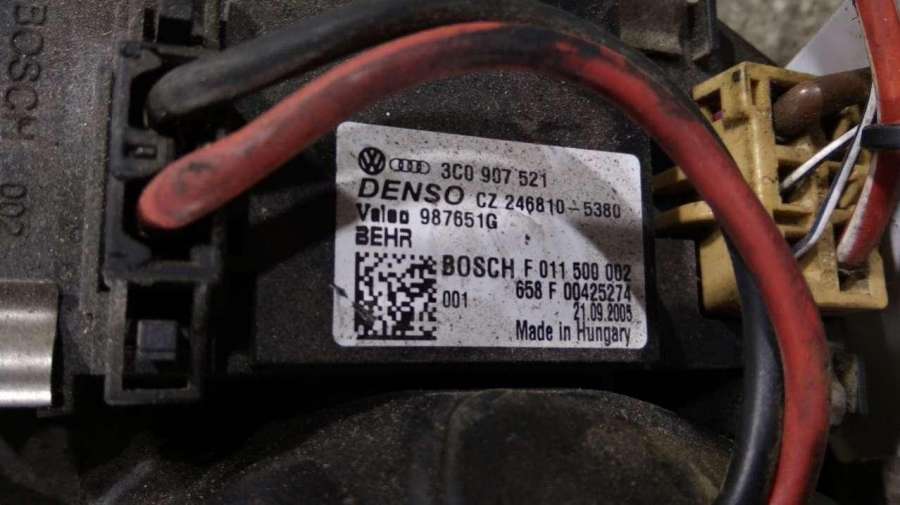 BOSCH 002
3C0 907 521
DENSO CZ 246810-5380
Valeo 987651G
BEHR
BOSCH F 011 500 002
001 658 F 00425274
21.09.2005
Made in Hungary